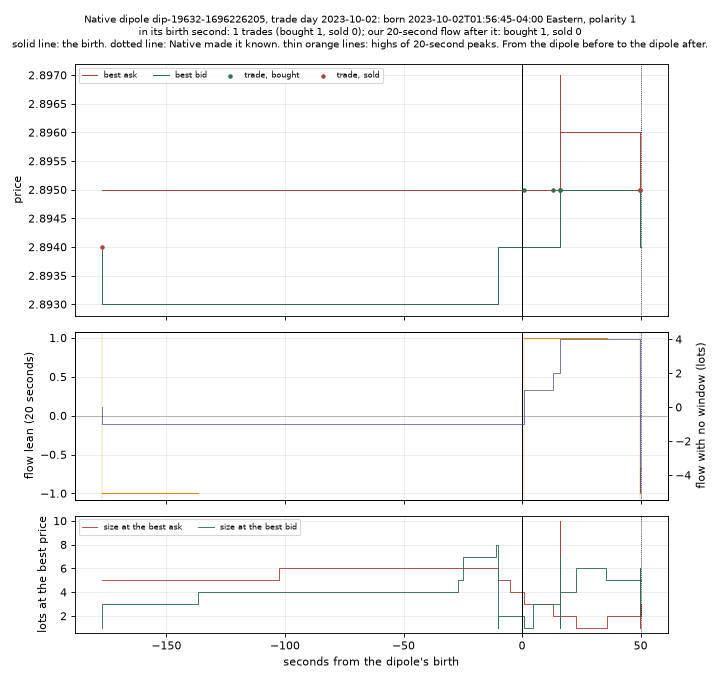 Native dipole dip-19632-1696226205, trade day 2023-10-02: born 2023-10-02T01:56:45-04:00 Eastern, polarity 1
in its birth second: 1 trades (bought 1, sold 0); our 20-second flow after it: bought 1, sold 0
solid line: the birth. dotted line: Native made it known. thin orange lines: highs of 20-second peaks. From the dipole before to the dipole after.
best ask best bid trade, bought trade, sold
2.8970
2.8965
2.8960
2.8955
2.8950
2.8945
2.8940
2.8935
2.8930
price
1.0
0.5
0.0
−0.5
−1.0
flow lean (20 seconds)
4
2
0
−2
−4
flow with no window (lots)
size at the best ask size at the best bid
10
8
6
4
2
lots at the best price
−150 −100 −50 0 50
seconds from the dipole's birth